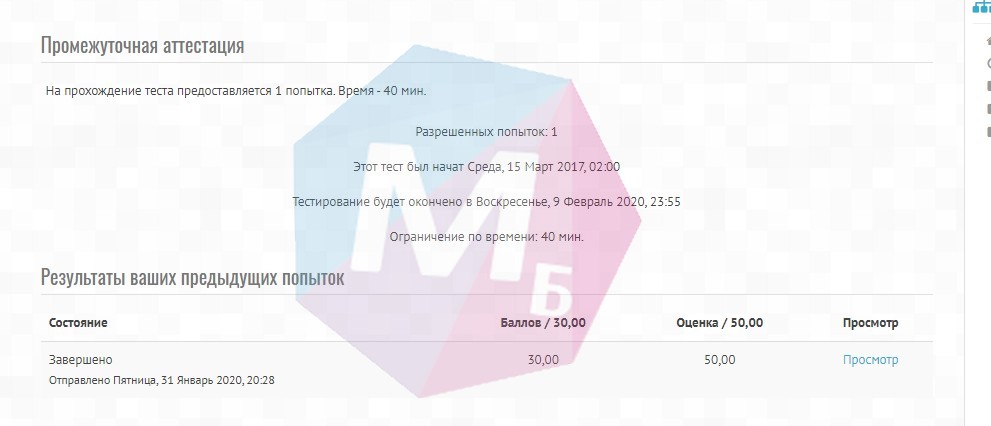 Промежуточная аттестация
На прохождение теста предоставляется 1 попытка. Время - 40 мин.
Разрешенных попыток: 1
Этот тест был начат Среда, 15 Март 2017, 02:00
Тестирование будет окончено в Воскресенье, 9 Февраль 2020, 23:55
Ограничение по времени: 40 мин.
Мб
Результаты ваших предыдущих попыток
Состояние Баллов / 30,00 Оценка / 50,00 Просмотр
Завершено 30,00 50,00 Просмотр
Отправлено Пятница, 31 Январь 2020, 20:28